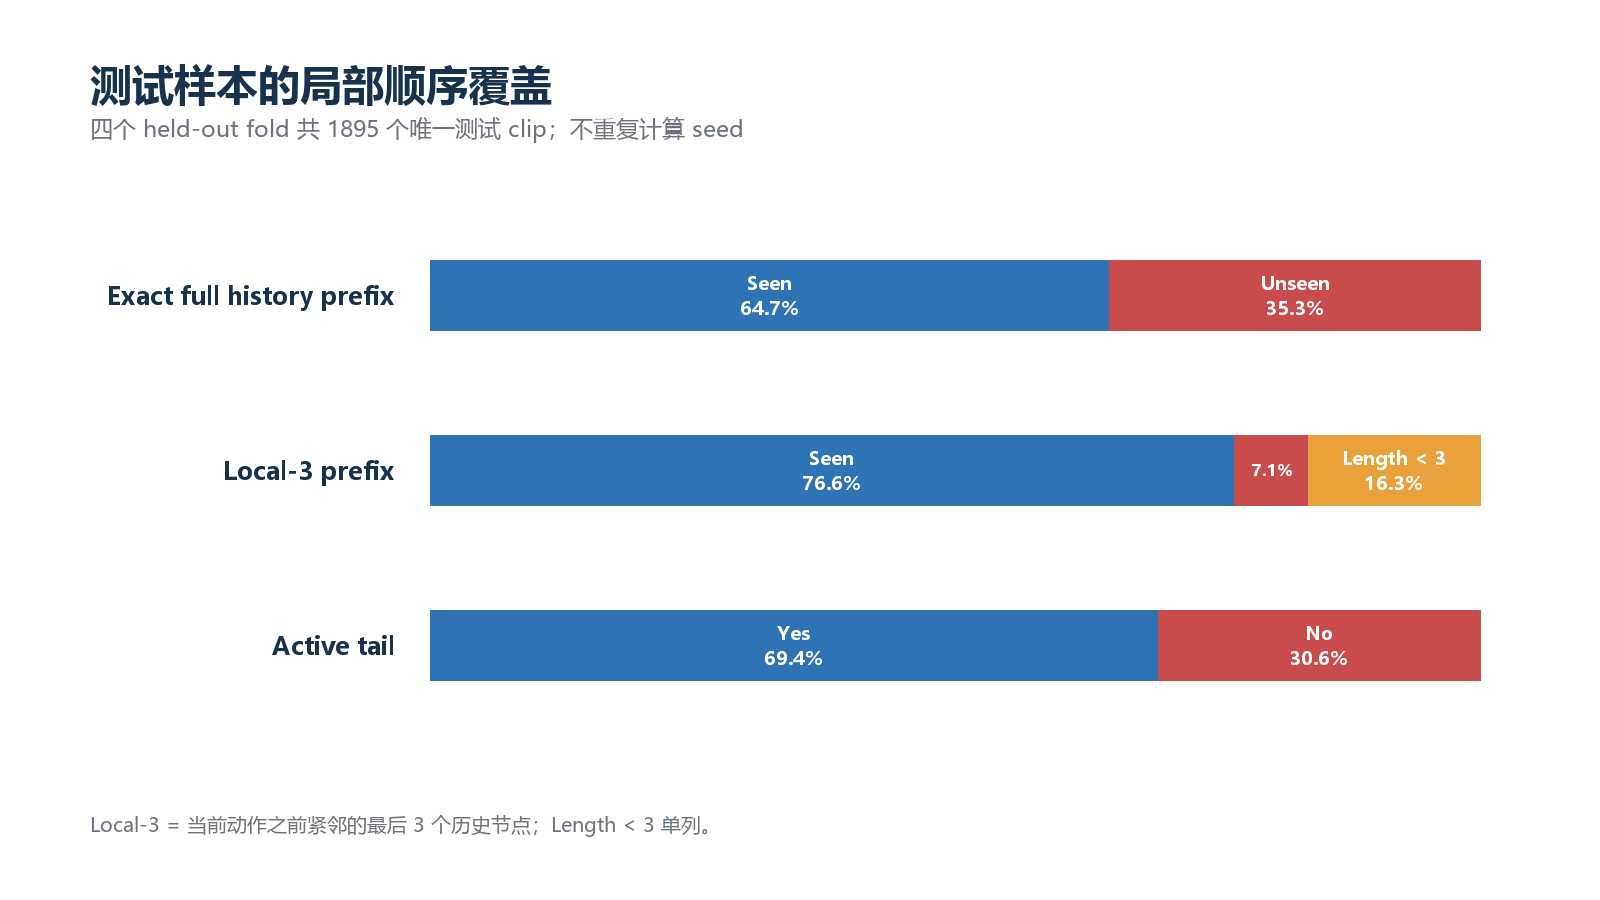 测试样本的局部顺序覆盖
四个 held-out fold 共 1895 个唯一测试 clip；不重复计算 seed
Exact full history prefix
Seen
64.7%
Unseen
35.3%
Local-3 prefix
Seen
76.6%
7.1%
Length < 3
16.3%
Active tail
Yes
69.4%
No
30.6%
Local-3 = 当前动作之前紧邻的最后 3 个历史节点；Length < 3 单列。